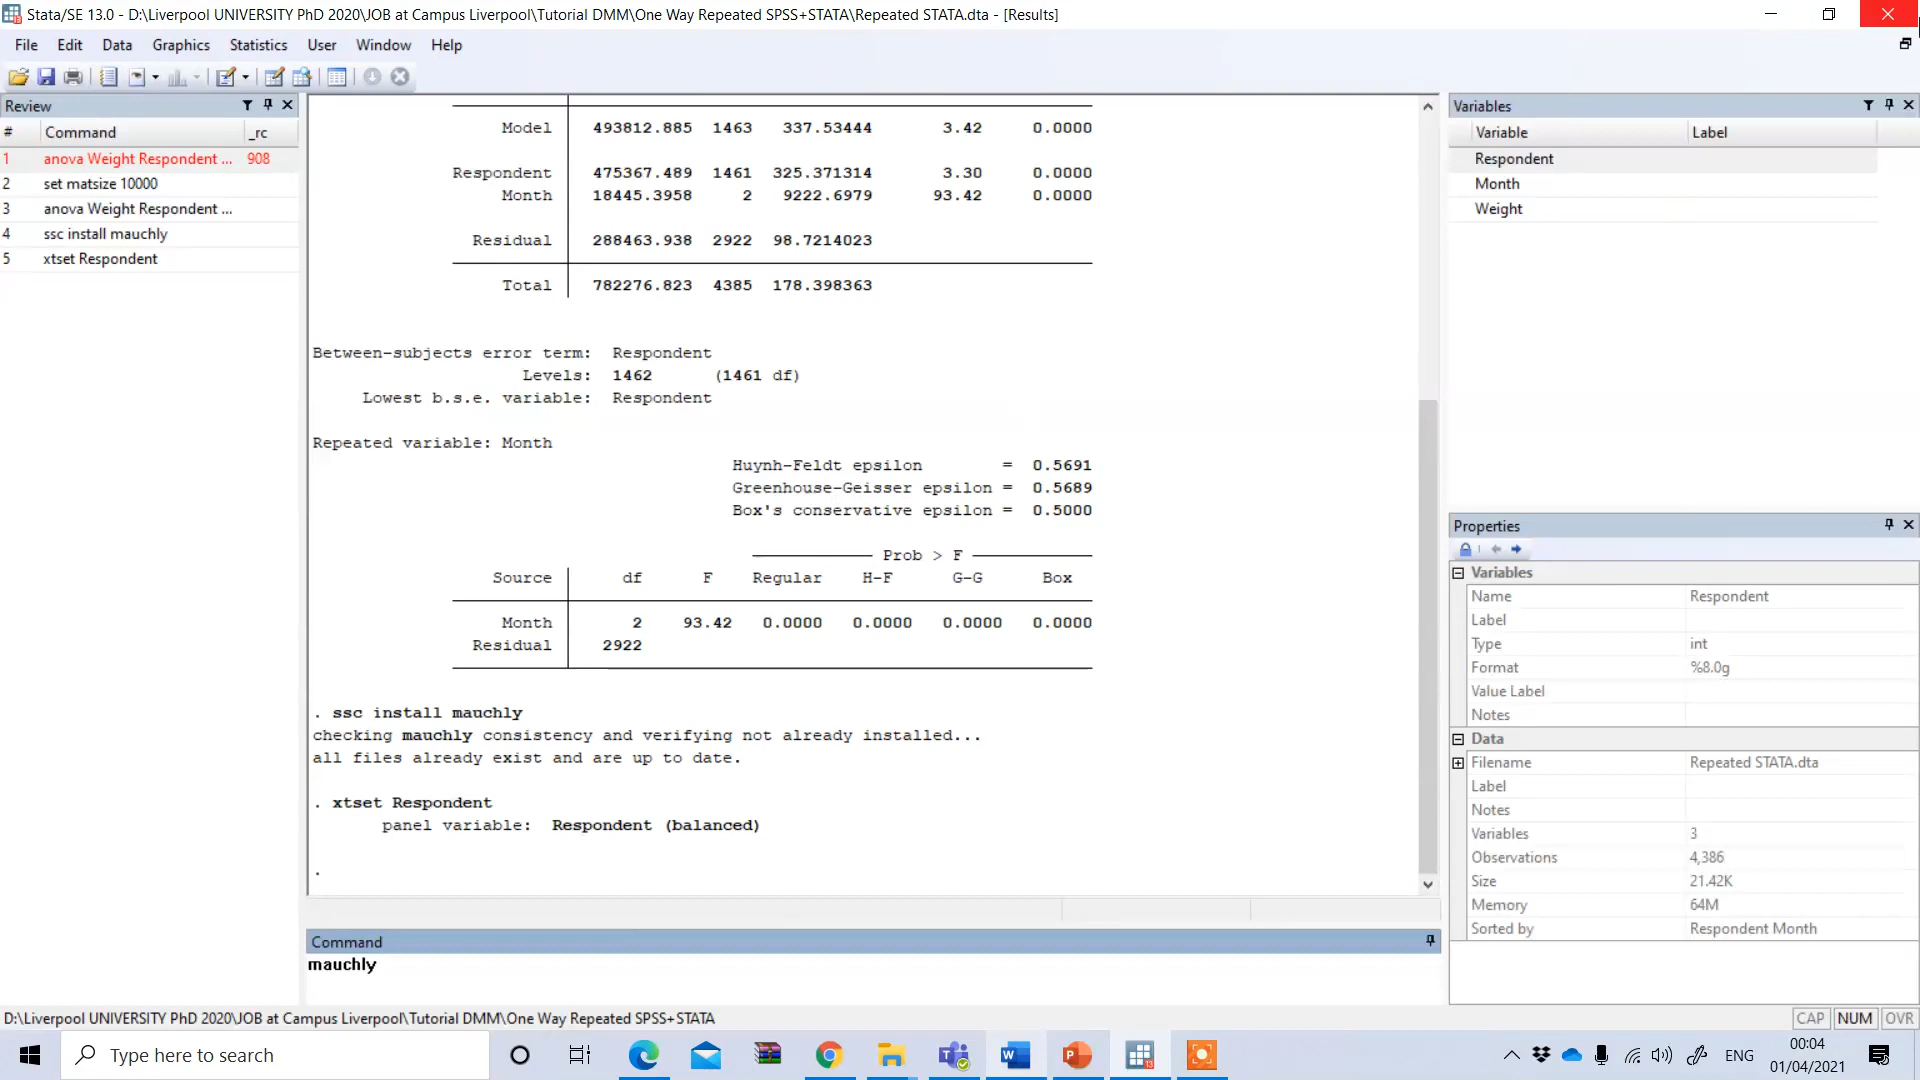 Stata/SE 13.0 - D:\Liverpool UNIVERSITY PhD 2020\JOB at Campus Liverpool\Tutorial DMM\One Way Repeated SPSS+STATA\Repeated STATA.dta - [Results]
File Edit Data Graphics Statistics User Window Help
Review
# Command _rc
1 anova Weight Respondent ... 908
2 set matsize 10000
3 anova Weight Respondent ...
4 ssc install mauchly
5 xtset Respondent
Model 493812.885 1463 337.53444 3.42 0.0000
Respondent 475367.489 1461 325.371314 3.30 0.0000
Month 18445.3958 2 9222.6979 93.42 0.0000
Residual 288463.938 2922 98.7214023
Total 782276.823 4385 178.398363
Between-subjects error term: Respondent
Levels: 1462 (1461 df)
Lowest b.s.e. variable: Respondent
Repeated variable: Month
Huynh-Feldt epsilon = 0.5691
Greenhouse-Geisser epsilon = 0.5689
Box's conservative epsilon = 0.5000
Prob > F
Source df F Regular H-F G-G Box
Month 2 93.42 0.0000 0.0000 0.0000 0.0000
Residual 2922
. ssc install mauchly
checking mauchly consistency and verifying not already installed...
all files already exist and are up to date.
. xtset Respondent
panel variable: Respondent (balanced)
.
Command
mauchly
Variables
Variable Label
Respondent
Month
Weight
Properties
Variables
Name Respondent
Label
Type int
Format %8.0g
Value Label
Notes
Data
Filename Repeated STATA.dta
Label
Notes
Variables 3
Observations 4,386
Size 21.42K
Memory 64M
Sorted by Respondent Month
D:\Liverpool UNIVERSITY PhD 2020\JOB at Campus Liverpool\Tutorial DMM\One Way Repeated SPSS+STATA
CAP NUM OVR
Type here to search
ENG
00:04
01/04/2021